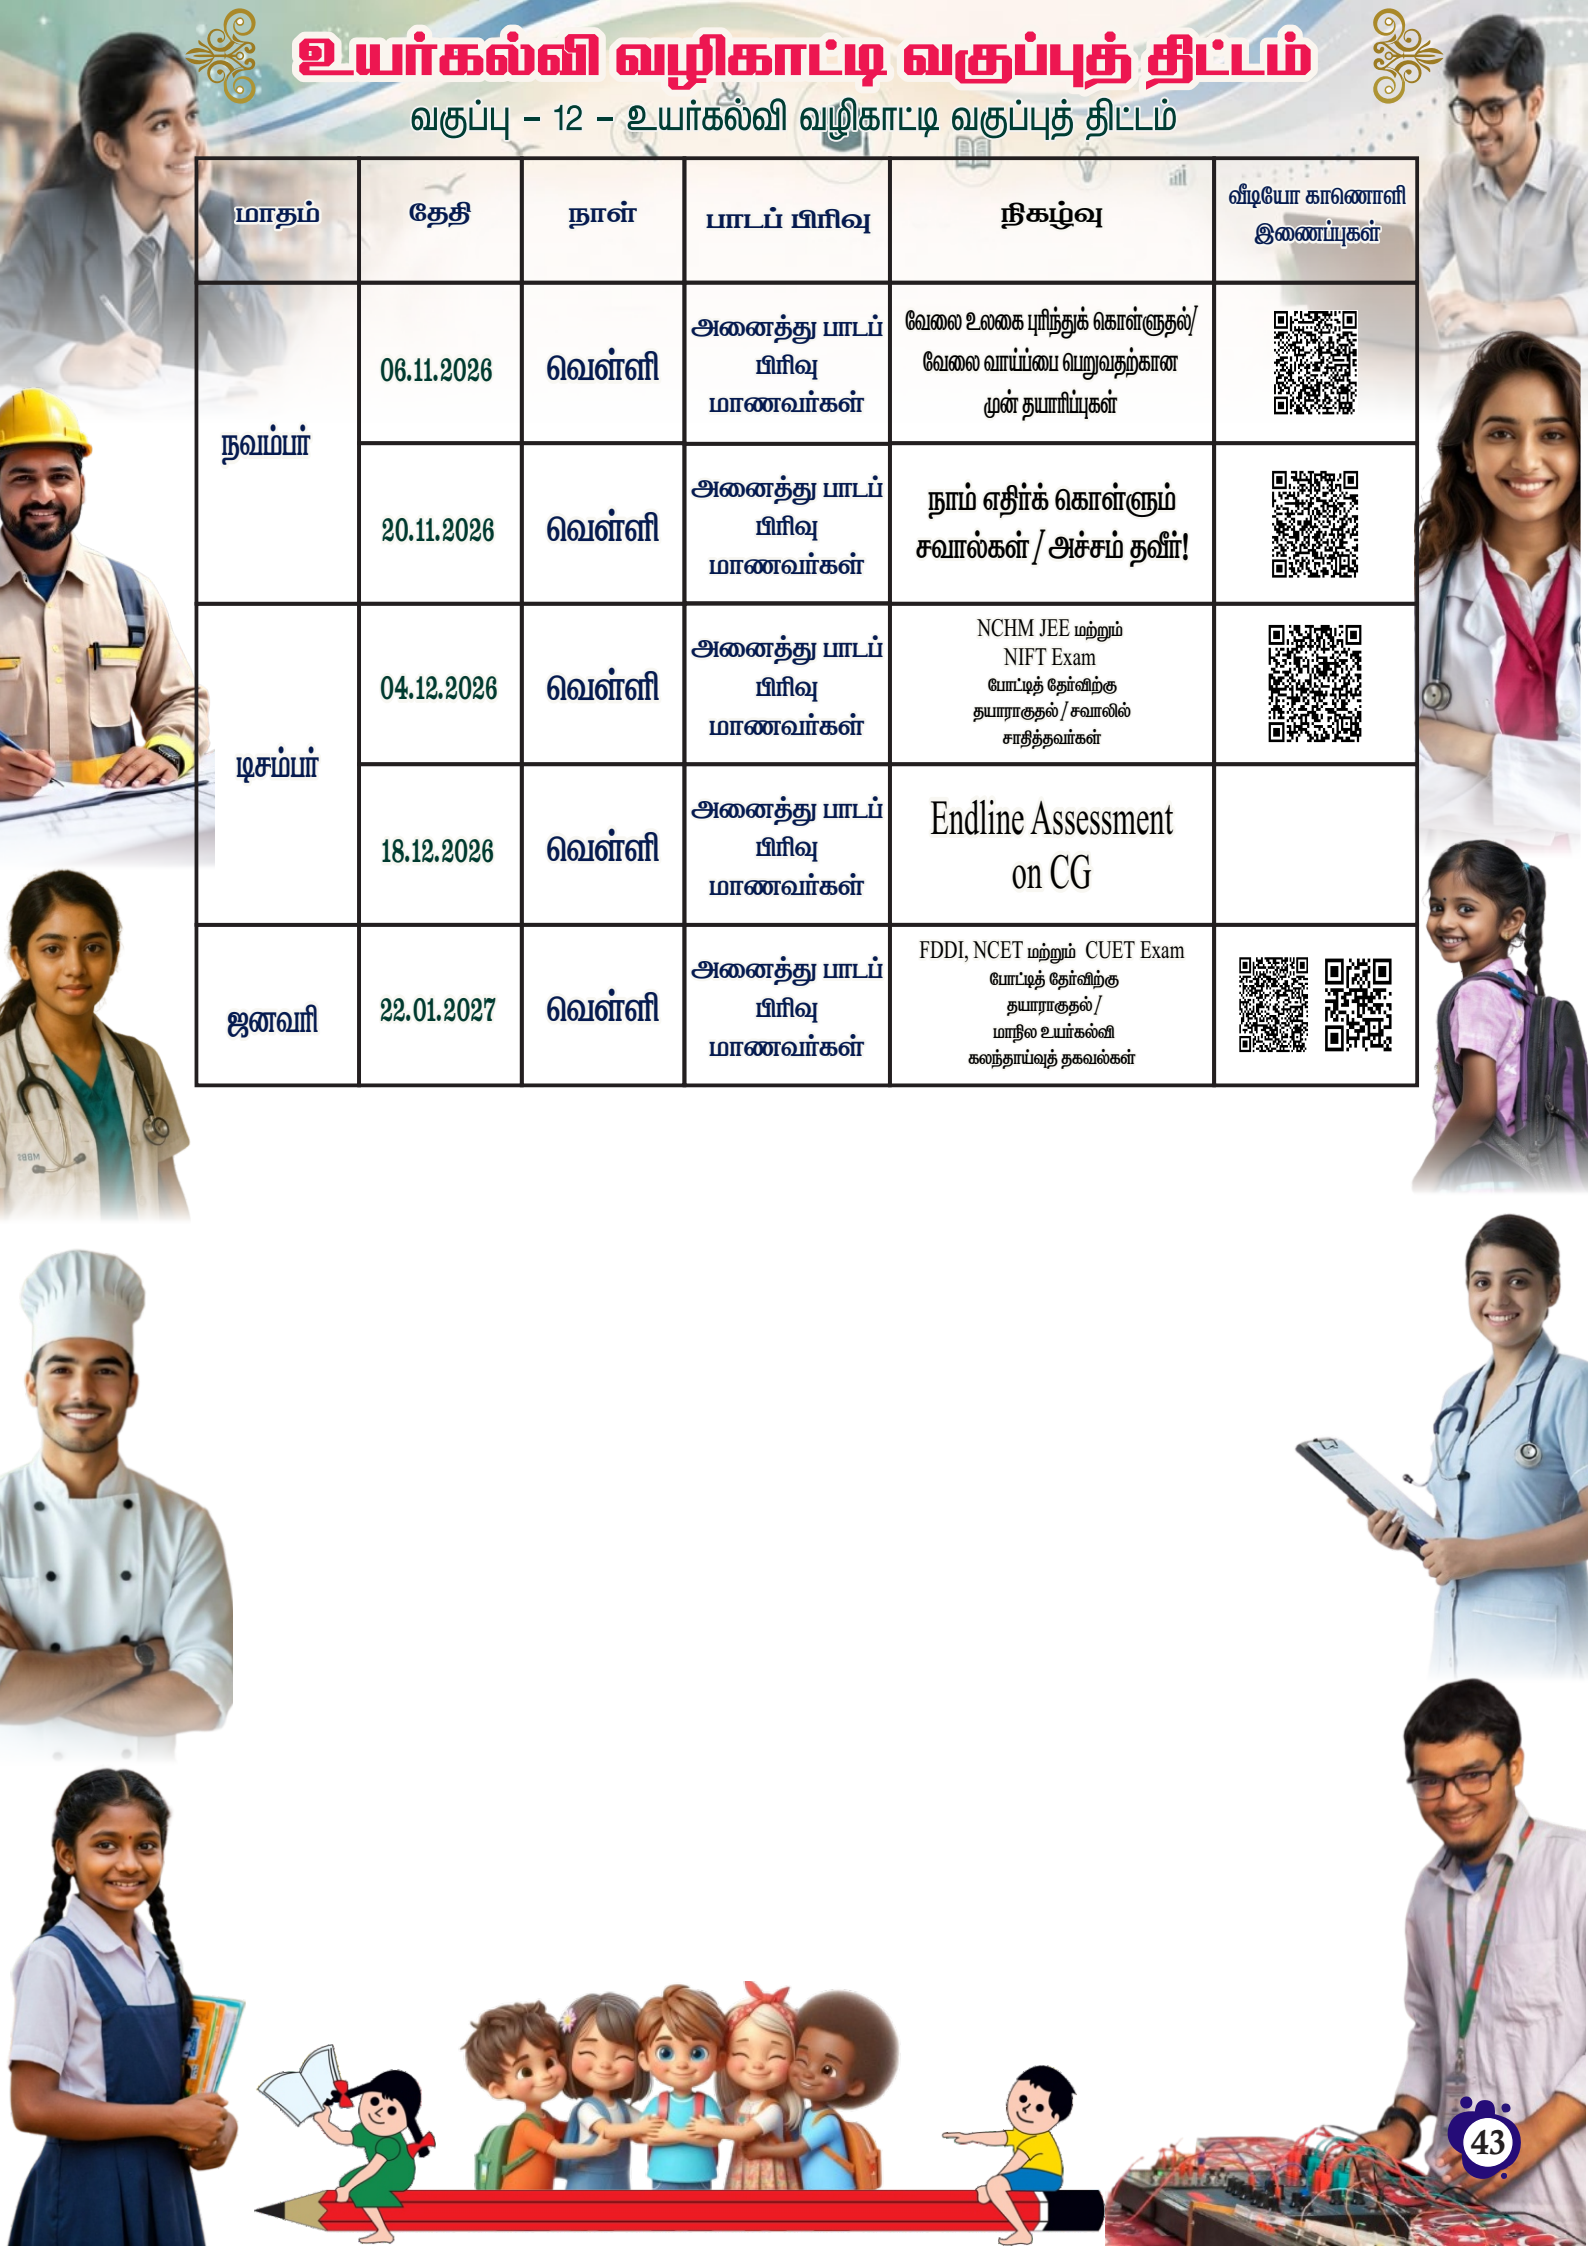 உயர்கல்வி வழிகாட்டி வகுப்புத் திட்டம்
வகுப்பு – 12 – உயர்கல்வி வழிகாட்டி வகுப்புத் திட்டம்
மாதம்
தேதி
நாள்
பாடப் பிரிவு
நிகழ்வு
வீடியோ காணொளி
இணைப்புகள்
நவம்பர்
06.11.2026
வெள்ளி
அனைத்து பாடப்
பிரிவு
மாணவர்கள்
வேலை உலகை புரிந்துக் கொள்ளுதல்/
வேலை வாய்ப்பை பெறுவதற்கான
முன் தயாரிப்புகள்
20.11.2026
வெள்ளி
அனைத்து பாடப்
பிரிவு
மாணவர்கள்
நாம் எதிர்க் கொள்ளும்
சவால்கள் / அச்சம் தவீர்!
டிசம்பர்
04.12.2026
வெள்ளி
அனைத்து பாடப்
பிரிவு
மாணவர்கள்
NCHM JEE மற்றும்
NIFT Exam
போட்டித் தேர்விற்கு
தயாராகுதல் / சவாலில்
சாதித்தவர்கள்
18.12.2026
வெள்ளி
அனைத்து பாடப்
பிரிவு
மாணவர்கள்
Endline Assessment
on CG
ஜனவரி
22.01.2027
வெள்ளி
அனைத்து பாடப்
பிரிவு
மாணவர்கள்
FDDI, NCET மற்றும் CUET Exam
போட்டித் தேர்விற்கு
தயாராகுதல் /
மாநில உயர்கல்வி
கலந்தாய்வுத் தகவல்கள்
43